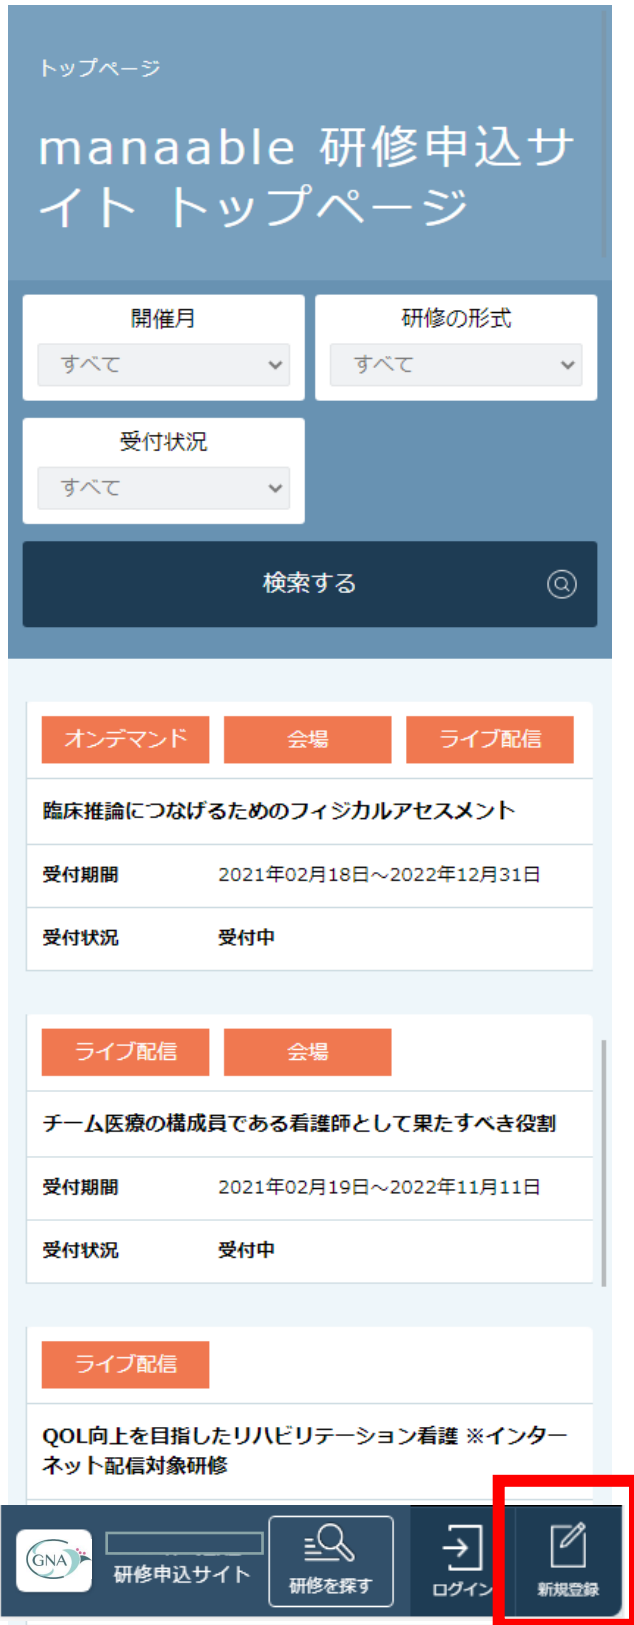 トップページ
manaable 研修申込サ
イト トップページ
開催月
研修の形式
すべて
すべて
受付状況
すべて
検索する
オンデマンド 会場 ライブ配信
臨床推論につなげるためのフィジカルアセスメント
受付期間 2021年02月18日～2022年12月31日
受付状況 受付中
ライブ配信 会場
チーム医療の構成員である看護師として果たすべき役割
受付期間 2021年02月19日～2022年11月11日
受付状況 受付中
ライブ配信
QOL向上を目指したリハビリテーション看護 ※インター
ネット配信対象研修
GNA
研修申込サイト
研修を探す
ログイン
新規登録